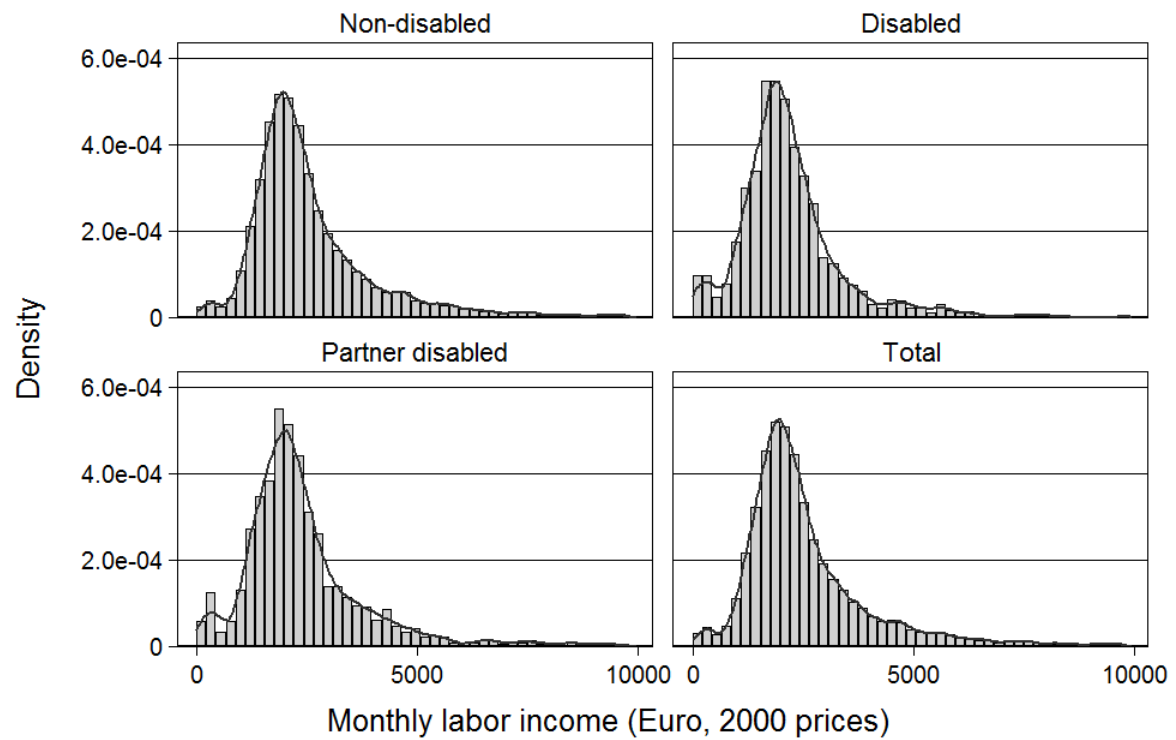 Non-disabled
Disabled
6.0e-04
4.0e-04
2.0e-04
0
Partner disabled
Total
6.0e-04
4.0e-04
2.0e-04
0
0
5000
10000
0
5000
10000
Density
Monthly labor income (Euro, 2000 prices)